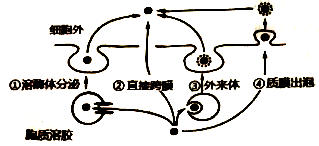 细胞外
①溶酶体分泌
②直接跨膜
③外来体
④质膜出泡
胞质溶胶